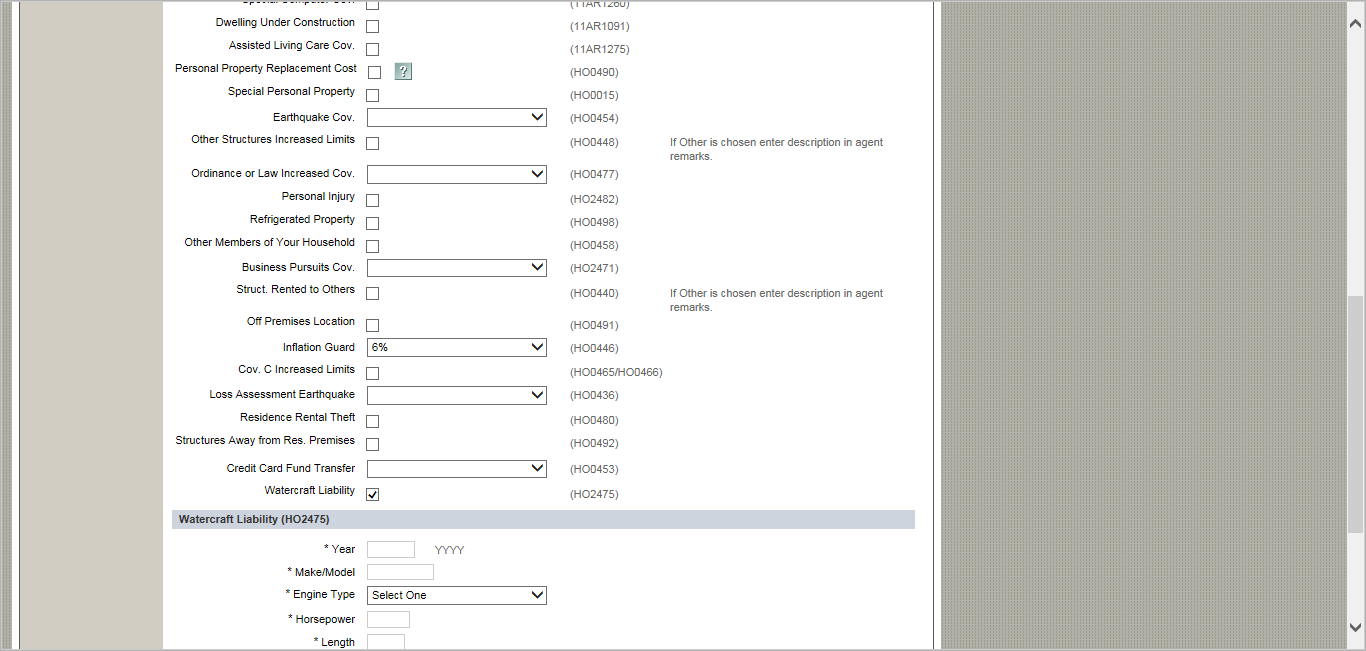 Special Computer Cov. (11AR1260)
Dwelling Under Construction (11AR1091)
Assisted Living Care Cov. (11AR1275)
Personal Property Replacement Cost ? (HO0490)
Special Personal Property (HO0015)
Earthquake Cov. (HO0454)
Other Structures Increased Limits (HO0448) If Other is chosen enter description in agent
remarks.
Ordinance or Law Increased Cov. (HO0477)
Personal Injury (HO2482)
Refrigerated Property (HO0498)
Other Members of Your Household (HO0458)
Business Pursuits Cov. (HO2471)
Struct. Rented to Others (HO0440) If Other is chosen enter description in agent
remarks.
Off Premises Location (HO0491)
Inflation Guard 6% (HO0446)
Cov. C Increased Limits (HO0465/HO0466)
Loss Assessment Earthquake (HO0436)
Residence Rental Theft (HO0480)
Structures Away from Res. Premises (HO0492)
Credit Card Fund Transfer (HO0453)
Watercraft Liability (HO2475)
Watercraft Liability (HO2475)
* Year YYYY
* Make/Model
* Engine Type Select One
* Horsepower
* Length